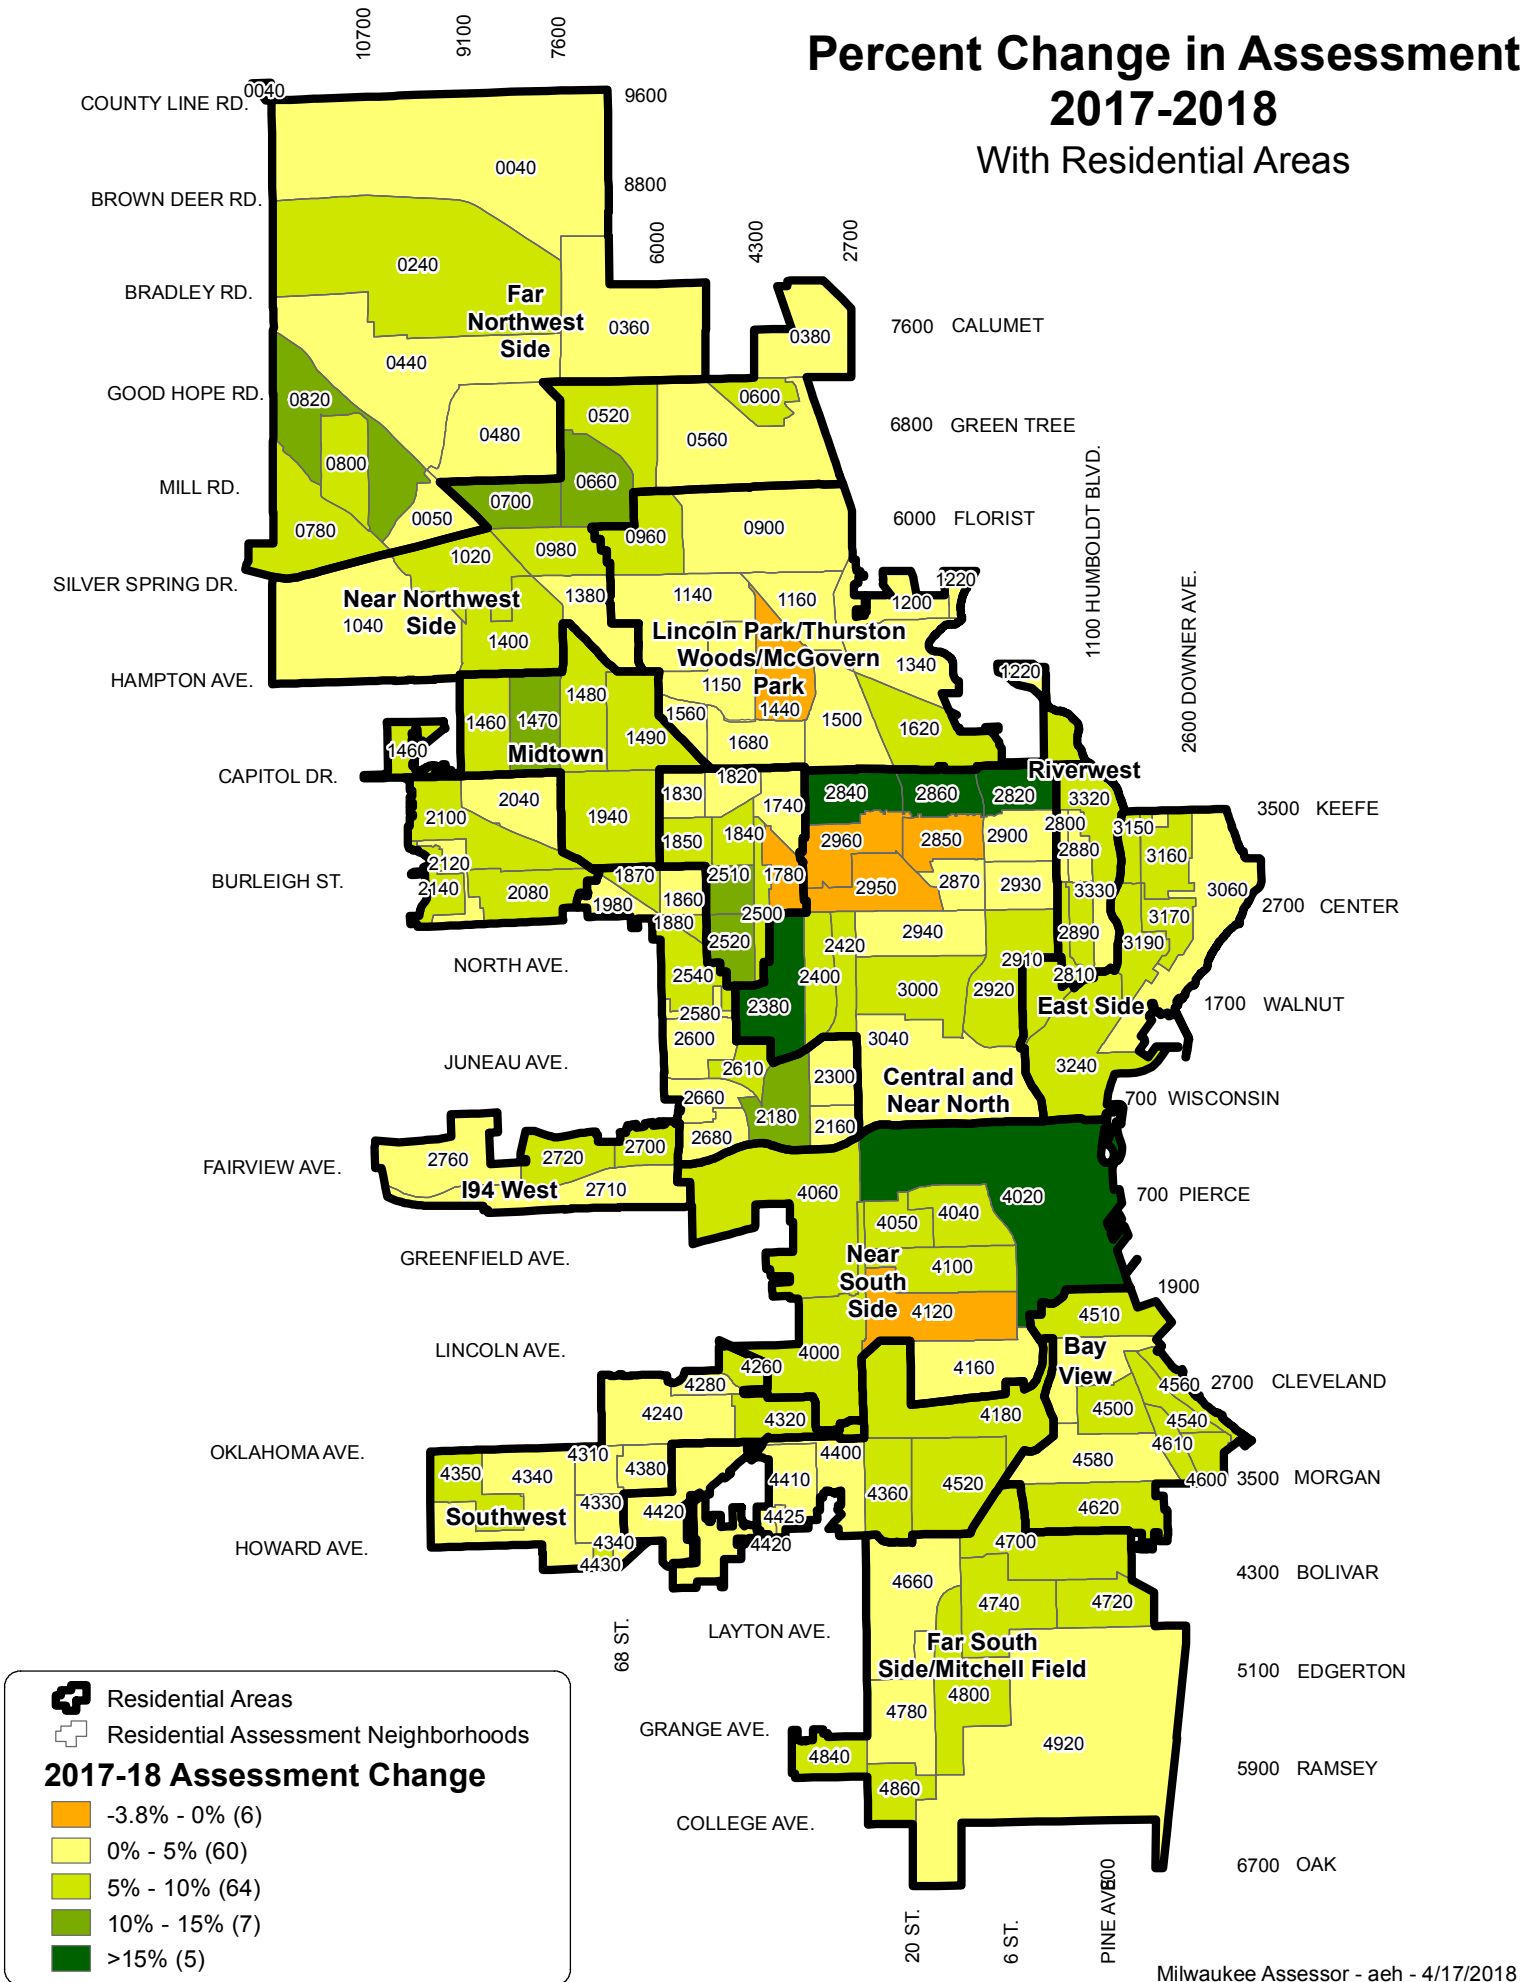 10700
9100
7600
Percent Change in Assessment
2017-2018
With Residential Areas
0040
COUNTY LINE RD.
9600
0040
8800
BROWN DEER RD.
6000
4300
2700
0240
BRADLEY RD.
Far
Northwest
Side
0360
0380
7600 CALUMET
0440
GOOD HOPE RD.
0820
0600
0520
6800 GREEN TREE
0480
0560
0800
0660
MILL RD.
0700
0050
0780
0960
0900
6000 FLORIST
1100 HUMBOLDT BLVD.
1020
0980
SILVER SPRING DR.
1220
1380
1140
1160
1200
Near Northwest
Side
1040
1400
Lincoln Park/Thurston
Woods/McGovern
Park
1340
2600 DOWNER AVE.
HAMPTON AVE.
1220
1150
1480
1440
1560
1460
1470
1500
1620
1490
1680
1460
Midtown
CAPITOL DR.
Riverwest
1820
1830
2840
2860
2820
3320
2040
1740
3500 KEEFE
2100
1940
2800
3150
1850
1840
2960
2850
2900
2880
3160
2120
BURLEIGH ST.
2140
2080
1870
2510
1780
2950
2870
2930
3330
3060
1980
1860
2500
2700 CENTER
1880
2520
2420
2940
2890
3170
3190
NORTH AVE.
2540
2400
2910
2810
3000
2920
2580
2380
East Side
1700 WALNUT
2600
3040
JUNEAU AVE.
2610
2300
Central and
Near North
3240
2660
2180
2160
700 WISCONSIN
2680
2760
2720
2700
FAIRVIEW AVE.
I94 West
2710
4060
4020
700 PIERCE
4050
4040
GREENFIELD AVE.
Near
South
Side
4100
1900
4120
4510
LINCOLN AVE.
4000
Bay
View
4260
4160
4280
4560
2700 CLEVELAND
4240
4320
4180
4500
4540
OKLAHOMA AVE.
4310
4400
4610
4350
4340
4380
4410
4580
4600
3500 MORGAN
4360
4520
4330
4420
4620
Southwest
4425
HOWARD AVE.
4340
4420
4700
4430
4660
4300 BOLIVAR
4740
4720
68 ST.
LAYTON AVE.
Far South
Side/Mitchell Field
5100 EDGERTON
4800
4780
GRANGE AVE.
4920
4840
5900 RAMSEY
4860
COLLEGE AVE.
6700 OAK
800
PINE AVE.
20 ST.
6 ST.
Residential Areas
Residential Assessment Neighborhoods
2017-18 Assessment Change
-3.8% - 0% (6)
0% - 5% (60)
5% - 10% (64)
10% - 15% (7)
>15% (5)
Milwaukee Assessor - aeh - 4/17/2018